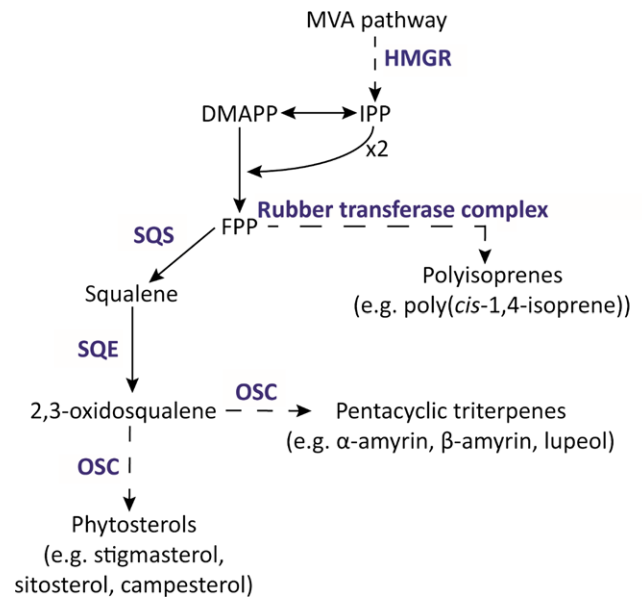 MVA pathway
HMGR
DMAPP IPP
x2
Rubber transferase complex
FPP
SQS
Polyisoprenes
(e.g. poly(cis-1,4-isoprene))
Squalene
SQE
OSC
2,3-oxidosqualene
Pentacyclic triterpenes
(e.g. α-amyrin, β-amyrin, lupeol)
OSC
Phytosterols
(e.g. stigmasterol,
sitosterol, campesterol)